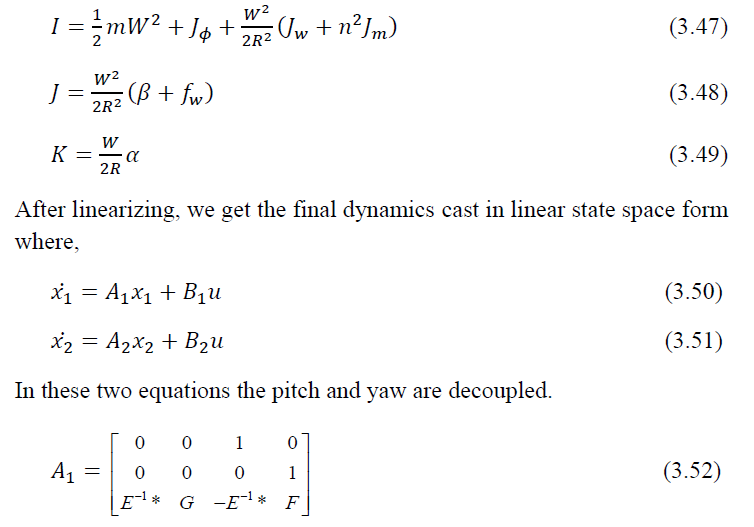 I = 1/2 mW² + J_ϕ + W²/2R² (J_w + n²J_m) (3.47)
J = W²/2R² (β + f_w) (3.48)
K = W/2R α (3.49)
After linearizing, we get the final dynamics cast in linear state space form
where,
ẋ₁ = A₁x₁ + B₁u (3.50)
ẋ₂ = A₂x₂ + B₂u (3.51)
In these two equations the pitch and yaw are decoupled.
A₁ = [ 0 0 1 0
0 0 0 1
E⁻¹ * G −E⁻¹ * F ] (3.52)